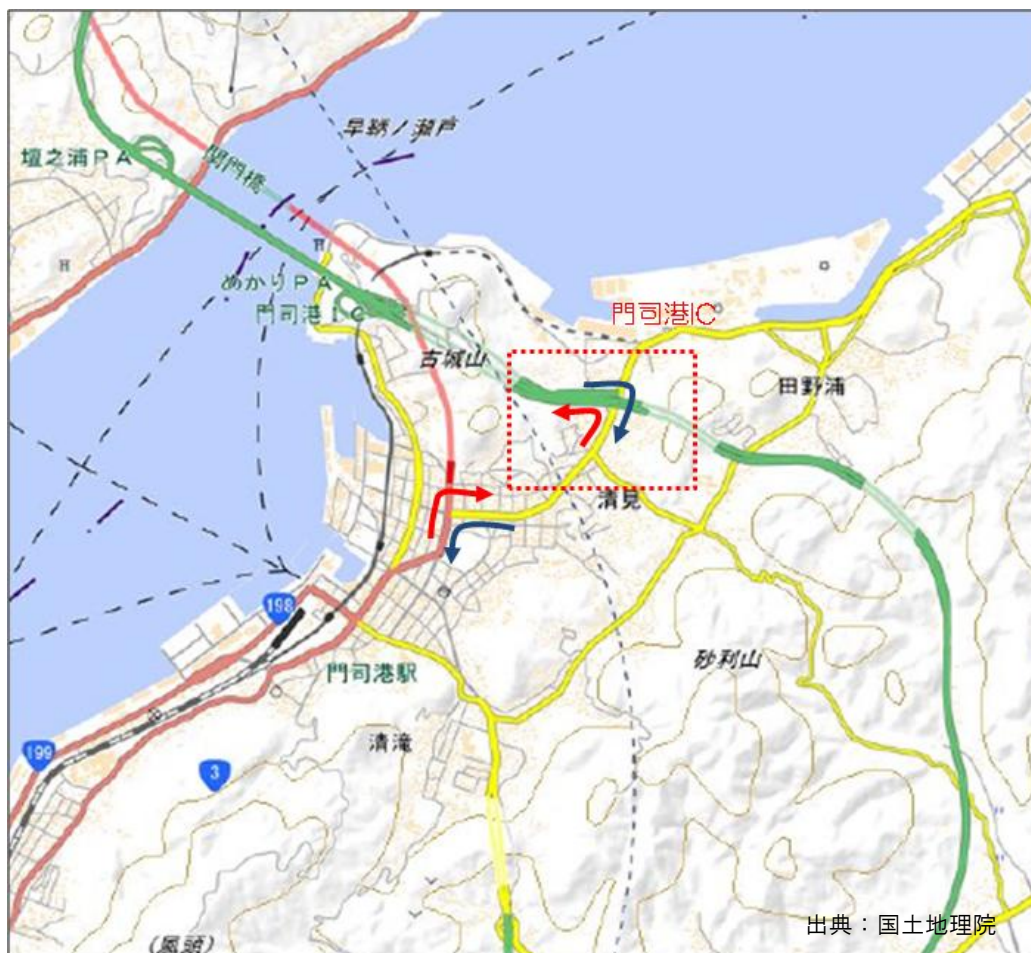 早鞆ノ瀬戸
壇之浦PA
関門橋
めかりPA
門司港IC
門司港IC
古城山
田野浦
清見
198
砂利山
門司港駅
清滝
199
3
出典：国土地理院
(風頭)